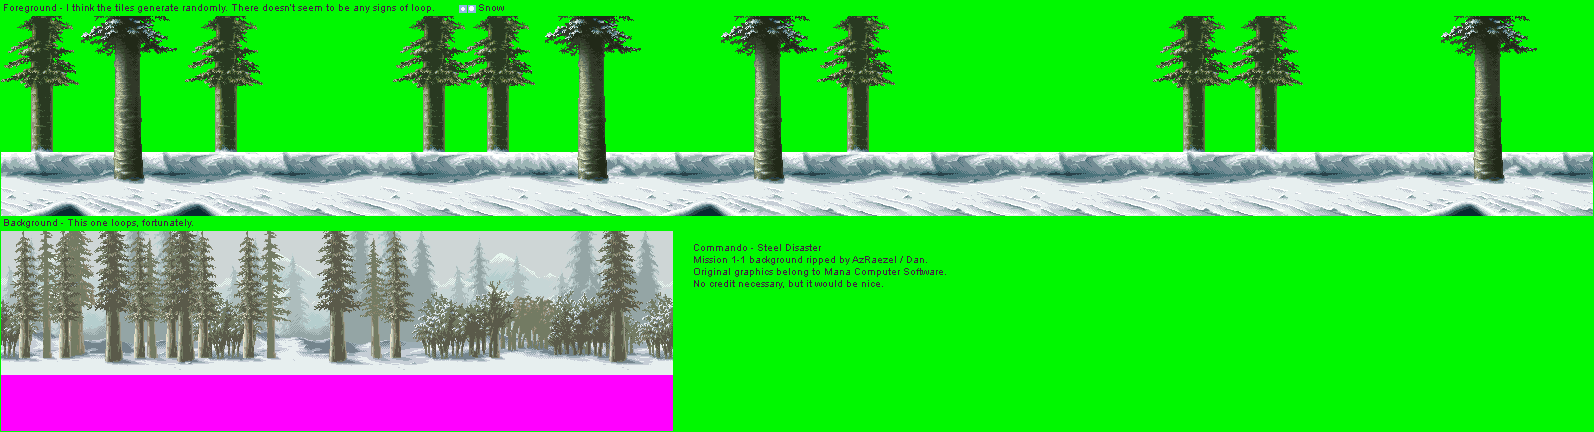 Foreground - I think the tiles generate randomly. There doesn't seem to be any signs of loop.
Snow
Background - This one loops, fortunately.
Commando - Steel Disaster
Mission 1-1 background ripped by AzRaezel / Dan.
Original graphics belong to Mana Computer Software.
No credit necessary, but it would be nice.